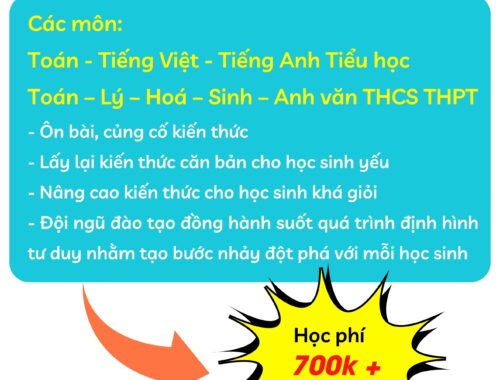 Các môn:
Toán - Tiếng Việt - Tiếng Anh Tiểu học
Toán – Lý – Hoá – Sinh – Anh văn THCS THPT
- Ôn bài, củng cố kiến thức
- Lấy lại kiến thức căn bản cho học sinh yếu
- Nâng cao kiến thức cho học sinh khá giỏi
- Đội ngũ đào tạo đồng hành suốt quá trình định hình
tư duy nhằm tạo bước nhảy đột phá với mỗi học sinh
Học phí
700k +